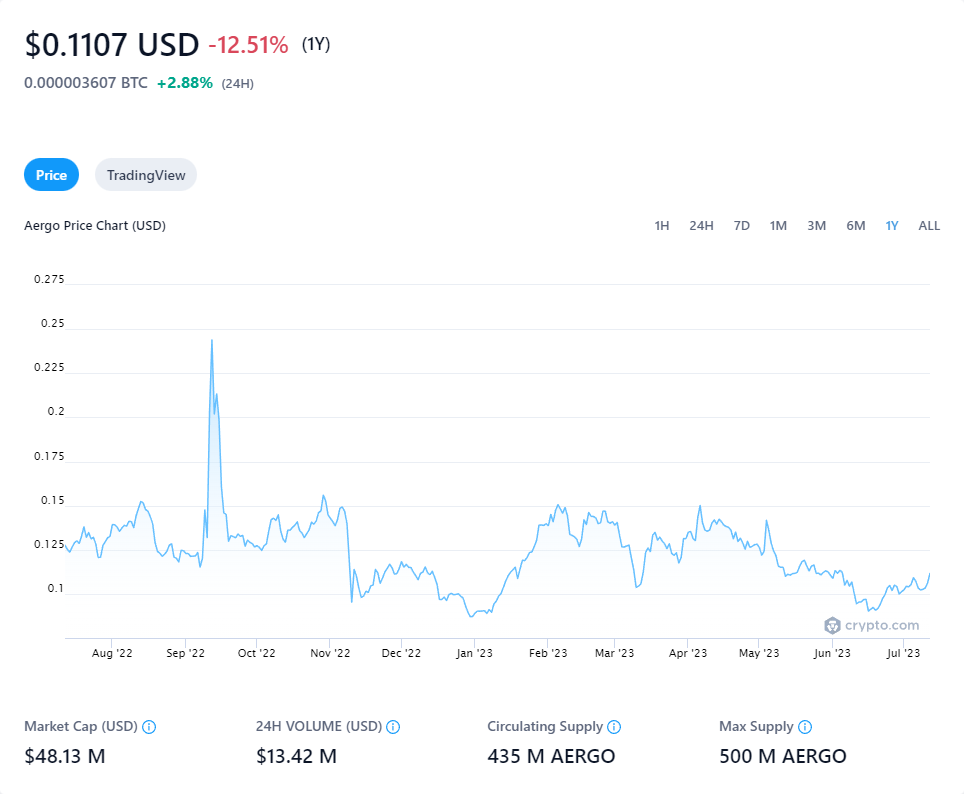 $0.1107 USD -12.51% (1Y)
0.000003607 BTC +2.88% (24H)
Price TradingView
Aergo Price Chart (USD) 1H 24H 7D 1M 3M 6M 1Y ALL
0.275
0.25
0.225
0.2
0.175
0.15
0.125
0.1
crypto.com
Aug '22 Sep '22 Oct '22 Nov '22 Dec '22 Jan '23 Feb '23 Mar '23 Apr '23 May '23 Jun '23 Jul '23
Market Cap (USD) 24H VOLUME (USD) Circulating Supply Max Supply
$48.13 M $13.42 M 435 M AERGO 500 M AERGO